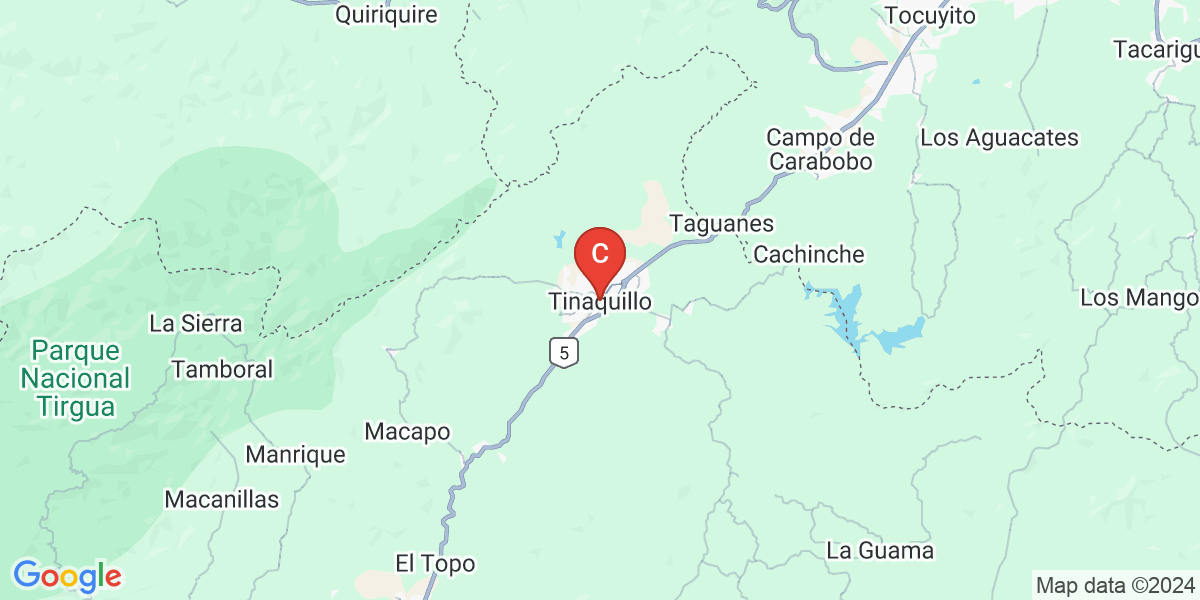 Quiriquire
Tocuyito
Tacarigu
Campo de
Carabobo
Los Aguacates
Taguanes
C
Cachinche
Tinaquillo
Los Mango
La Sierra
5
Parque
Nacional
Tirgua
Tamboral
Macapo
Manrique
Macanillas
La Guama
El Topo
Google
Map data ©2024